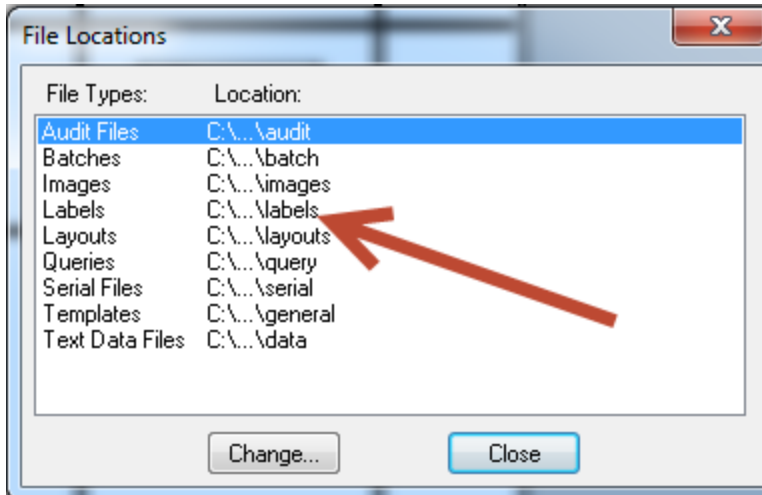 File Locations
File Types: Location:
Audit Files C:\...\audit
Batches C:\...\batch
Images C:\...\images
Labels C:\...\labels
Layouts C:\...\layouts
Queries C:\...\query
Serial Files C:\...\serial
Templates C:\...\general
Text Data Files C:\...\data
Change... Close